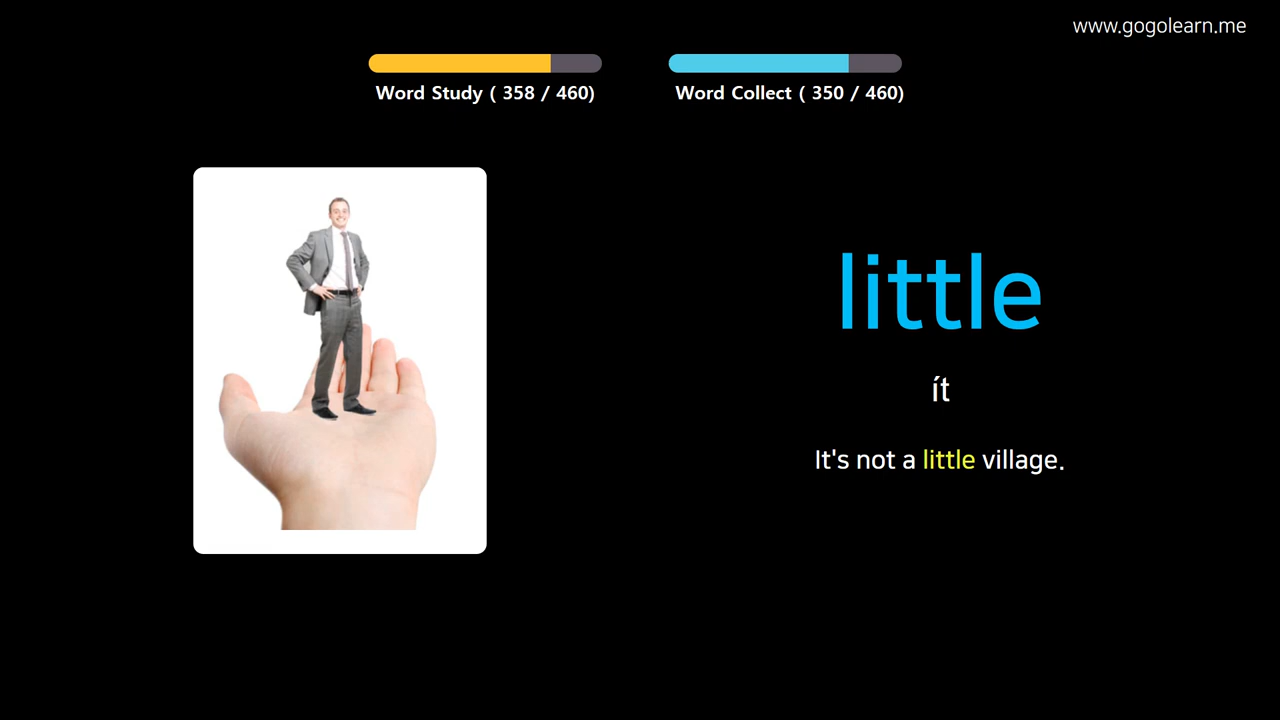 www.gogolearn.me
Word Study ( 358 / 460)
Word Collect ( 350 / 460)
little
ít
It's not a little village.